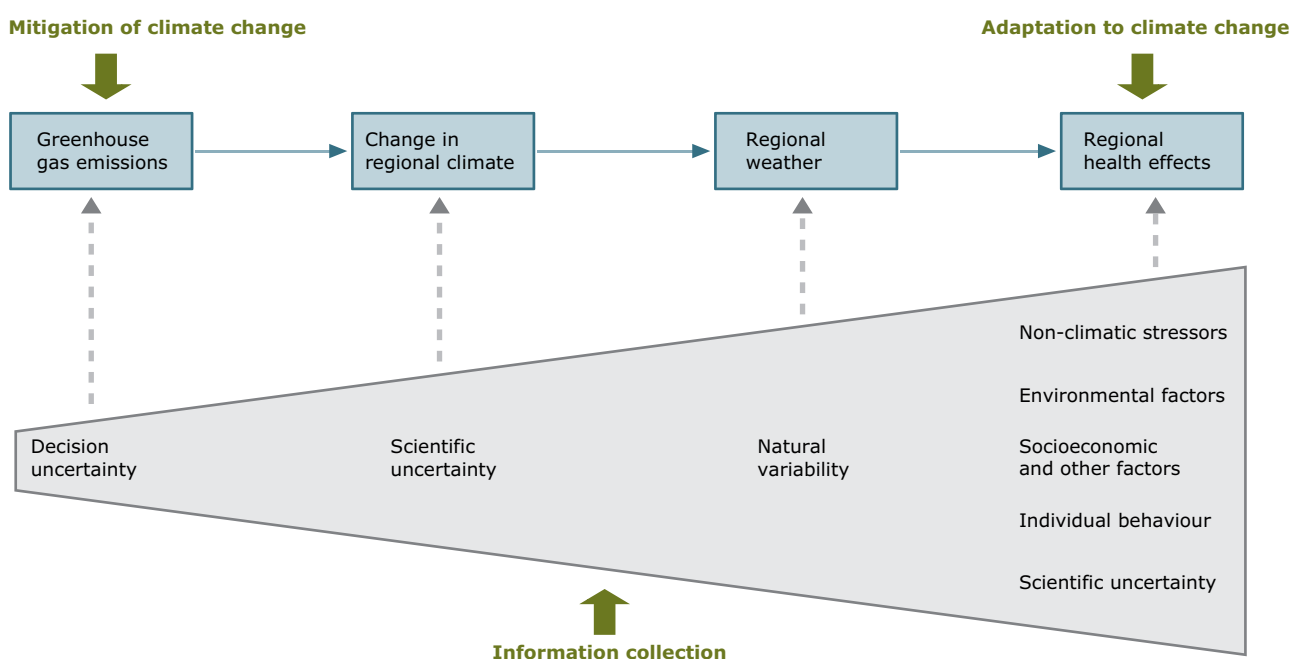 Mitigation of climate change
Adaptation to climate change
Greenhouse
gas emissions
Change in
regional climate
Regional
weather
Regional
health effects
Non-climatic stressors
Environmental factors
Decision
uncertainty
Scientific
uncertainty
Natural
variability
Socioeconomic
and other factors
Individual behaviour
Scientific uncertainty
Information collection